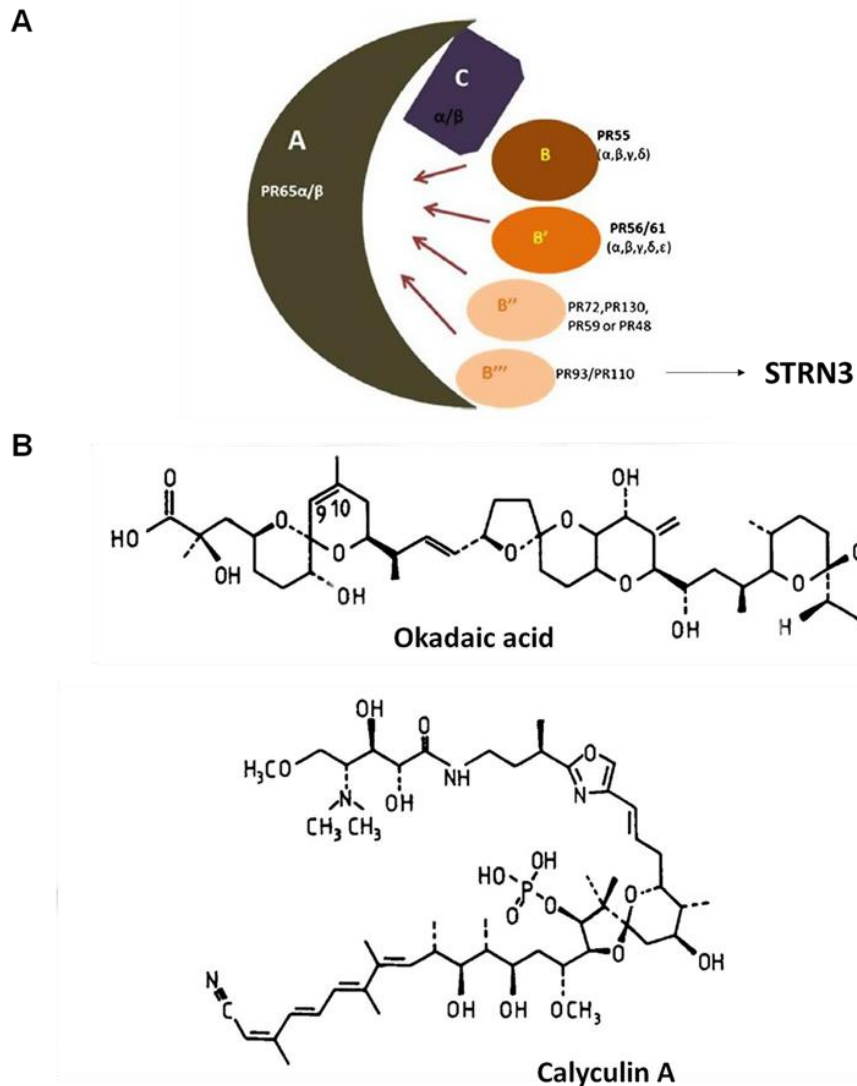 A
C
α/β
A
PR65α/β
B
PR55
(α,β,γ,δ)
B'
PR56/61
(α,β,γ,δ,ε)
B''
PR72,PR130,
PR59 or PR48
B'''
PR93/PR110
STRN3
B
O
HO
OH
O
O
9 10
OH
O
O
OH
O
OH
O
H
Okadaic acid
OH
O
H₃CO
OH
NH
N
CH₃ CH₃
O
N
HO
OH
P
O
O
O
O
OH
N
C
OH
OH
OCH₃
Calyculin A